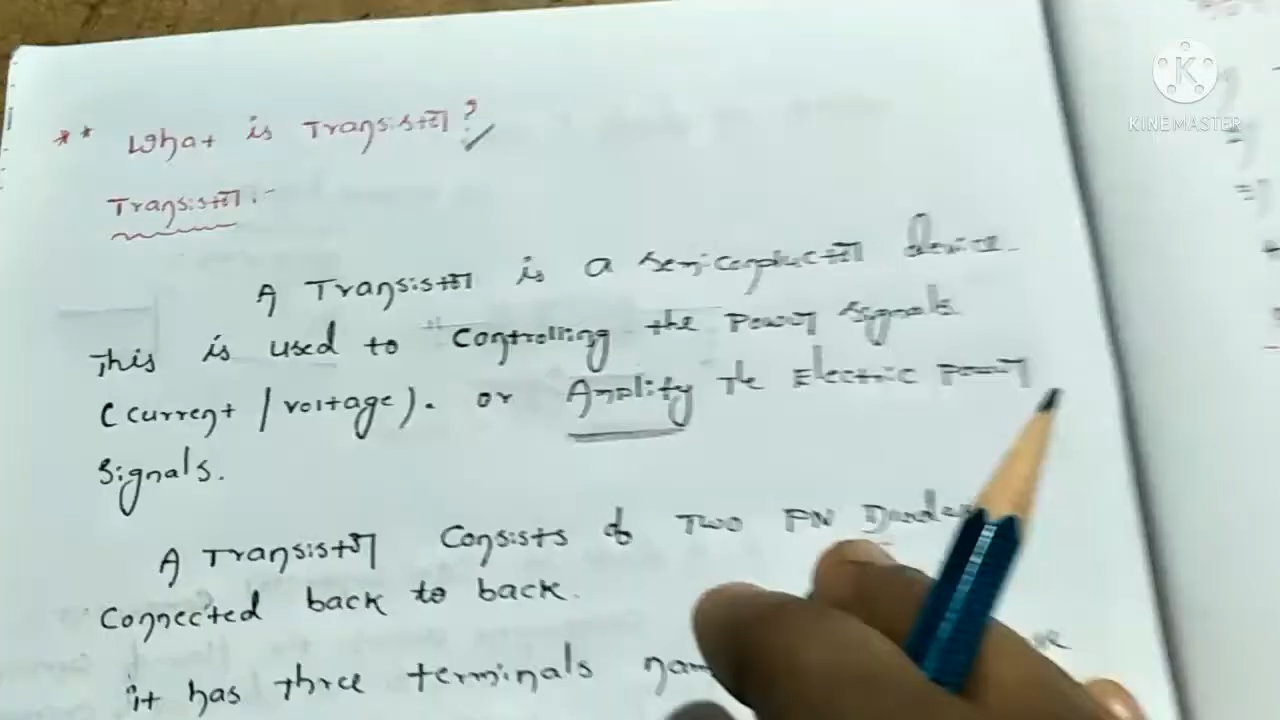 ** What is Transistor?
Transistor :-
A Transistor is a semiconductor device.
This is used to controlling the power signals
(current / voltage). or Amplify the Electric power
signals.
A Transistor Consists of Two PN Diodes
Connected back to back.
it has three terminals
KINEMASTER